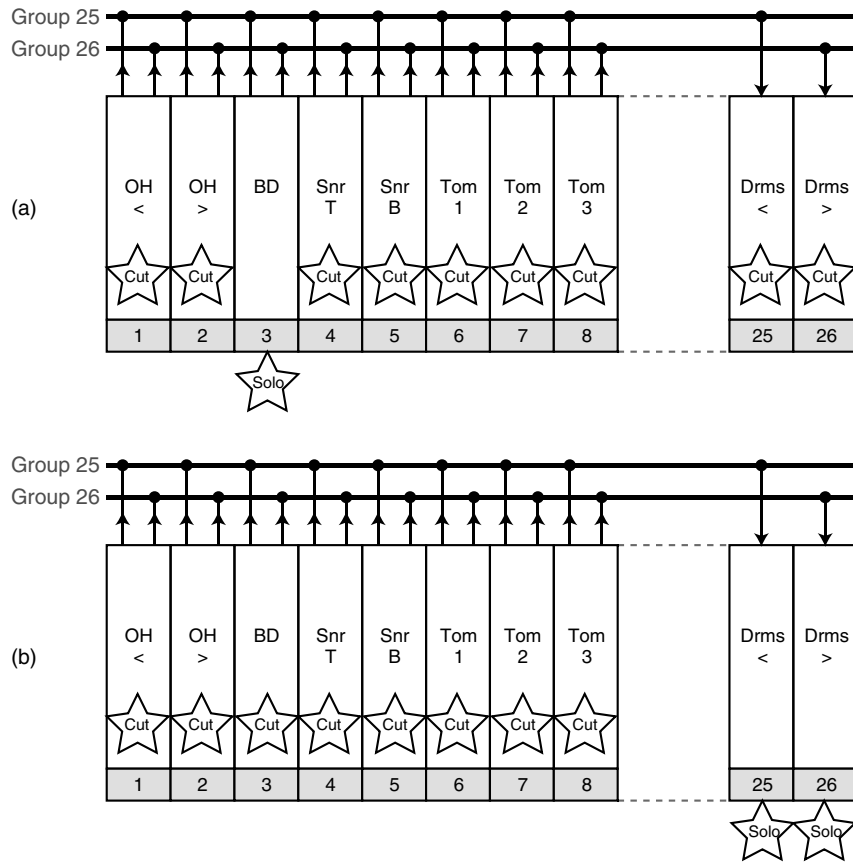 Group 25
Group 26
(a)
OH OH BD Snr Snr Tom Tom Tom Drms Drms
< > T B 1 2 3 < >
Cut Cut Cut Cut Cut Cut Cut Cut Cut
1 2 3 4 5 6 7 8 25 26
Solo
Group 25
Group 26
(b)
OH OH BD Snr Snr Tom Tom Tom Drms Drms
< > T B 1 2 3 < >
Cut Cut Cut Cut Cut Cut Cut Cut
1 2 3 4 5 6 7 8 25 26
Solo Solo